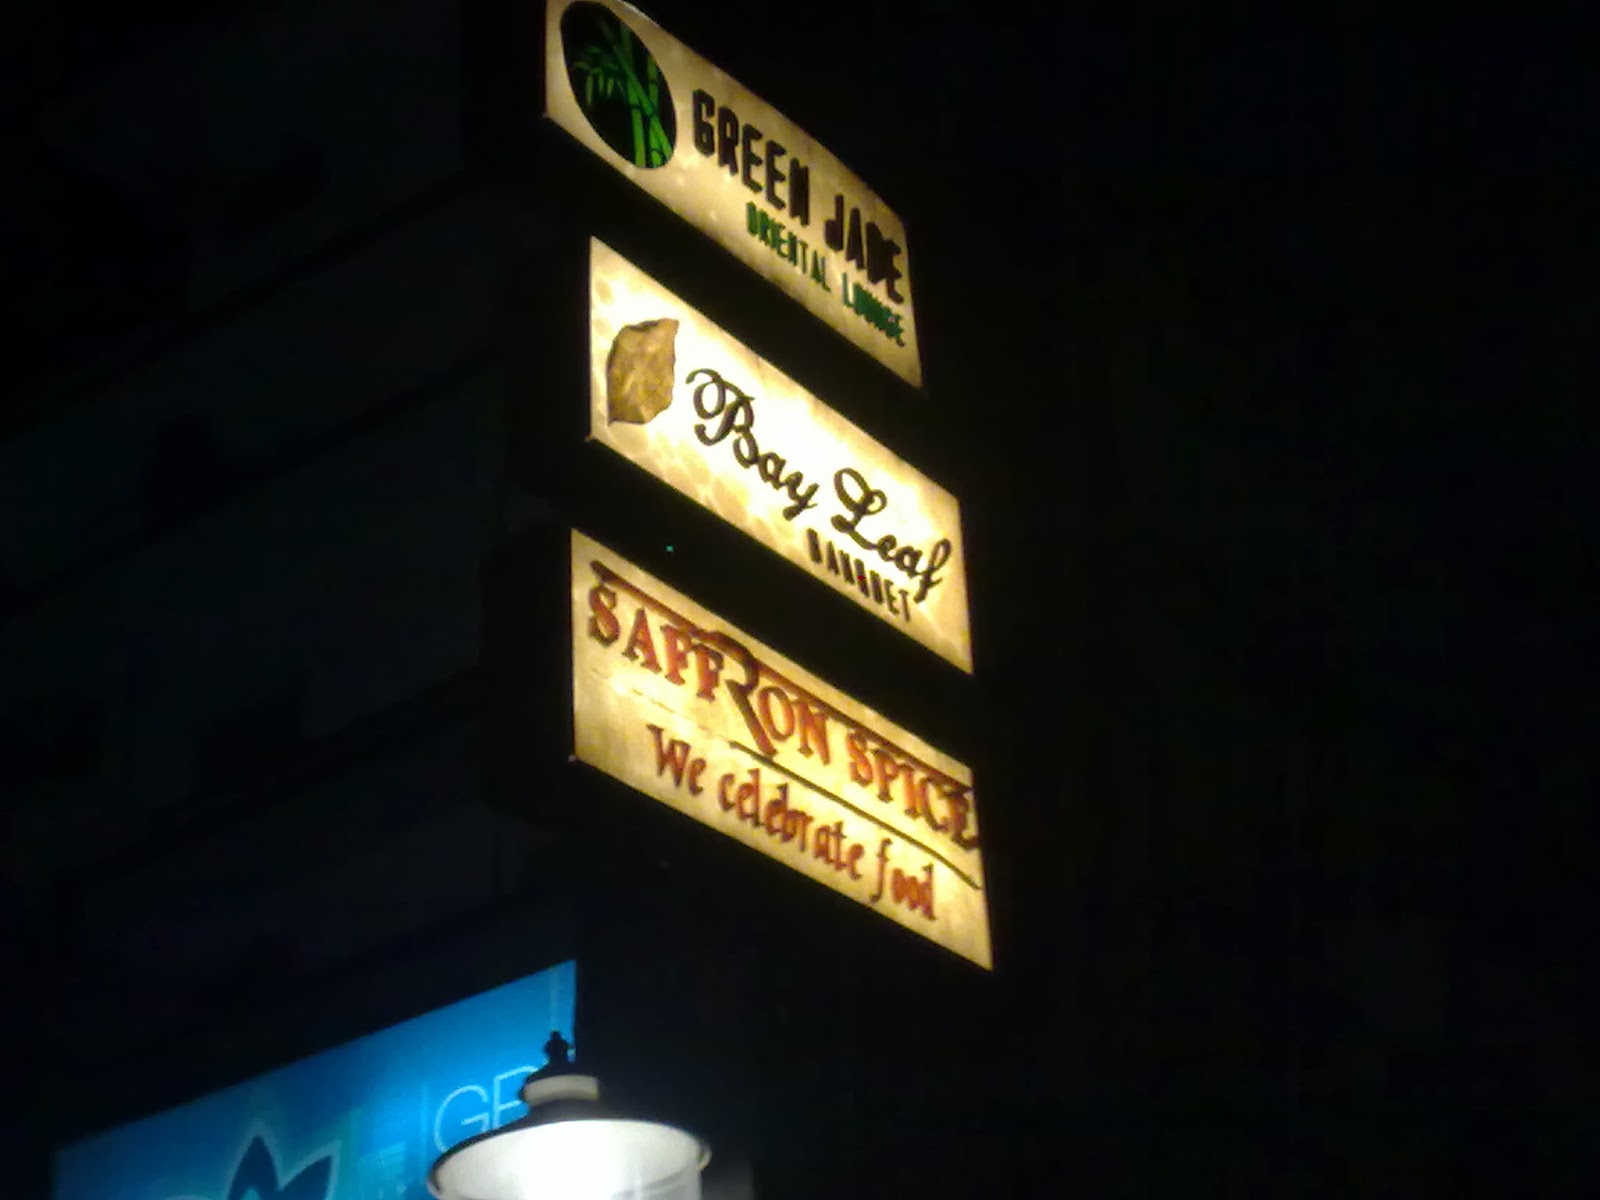 GREEN JADE
ORIENTAL LOUNGE
Bay Leaf
BANQUET
SAFFRON SPICE
We celebrate food